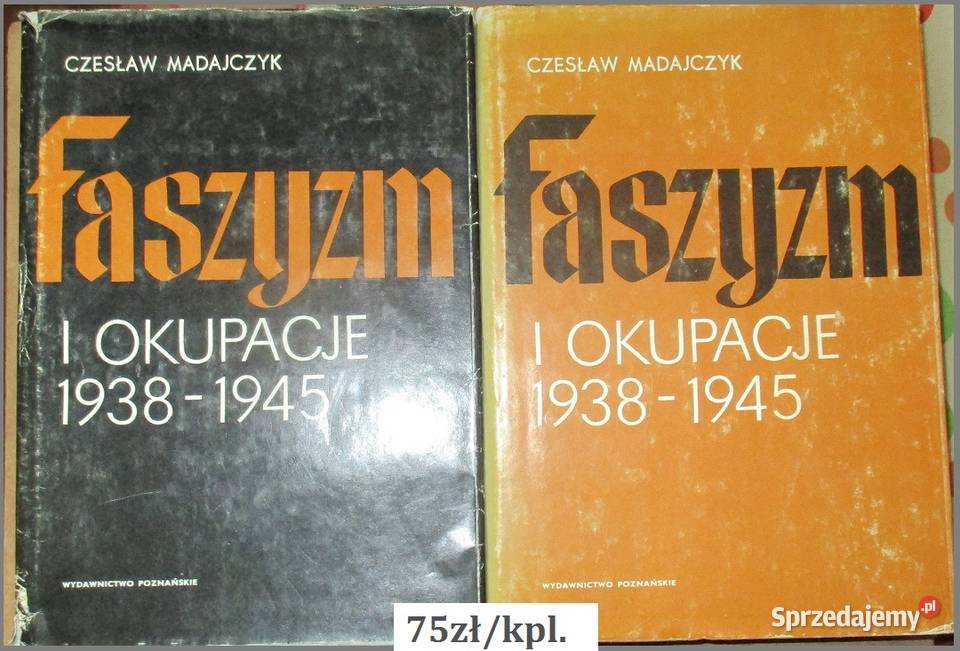 CZESŁAW MADAJCZYK
faszyzm
I OKUPACJE
1938-1945
WYDAWNICTWO POZNAŃSKIE
CZESŁAW MADAJCZYK
faszyzm
I OKUPACJE
1938-1945
WYDAWNICTWO POZNAŃSKIE
75zł/kpl.
Sprzedajemy.pl